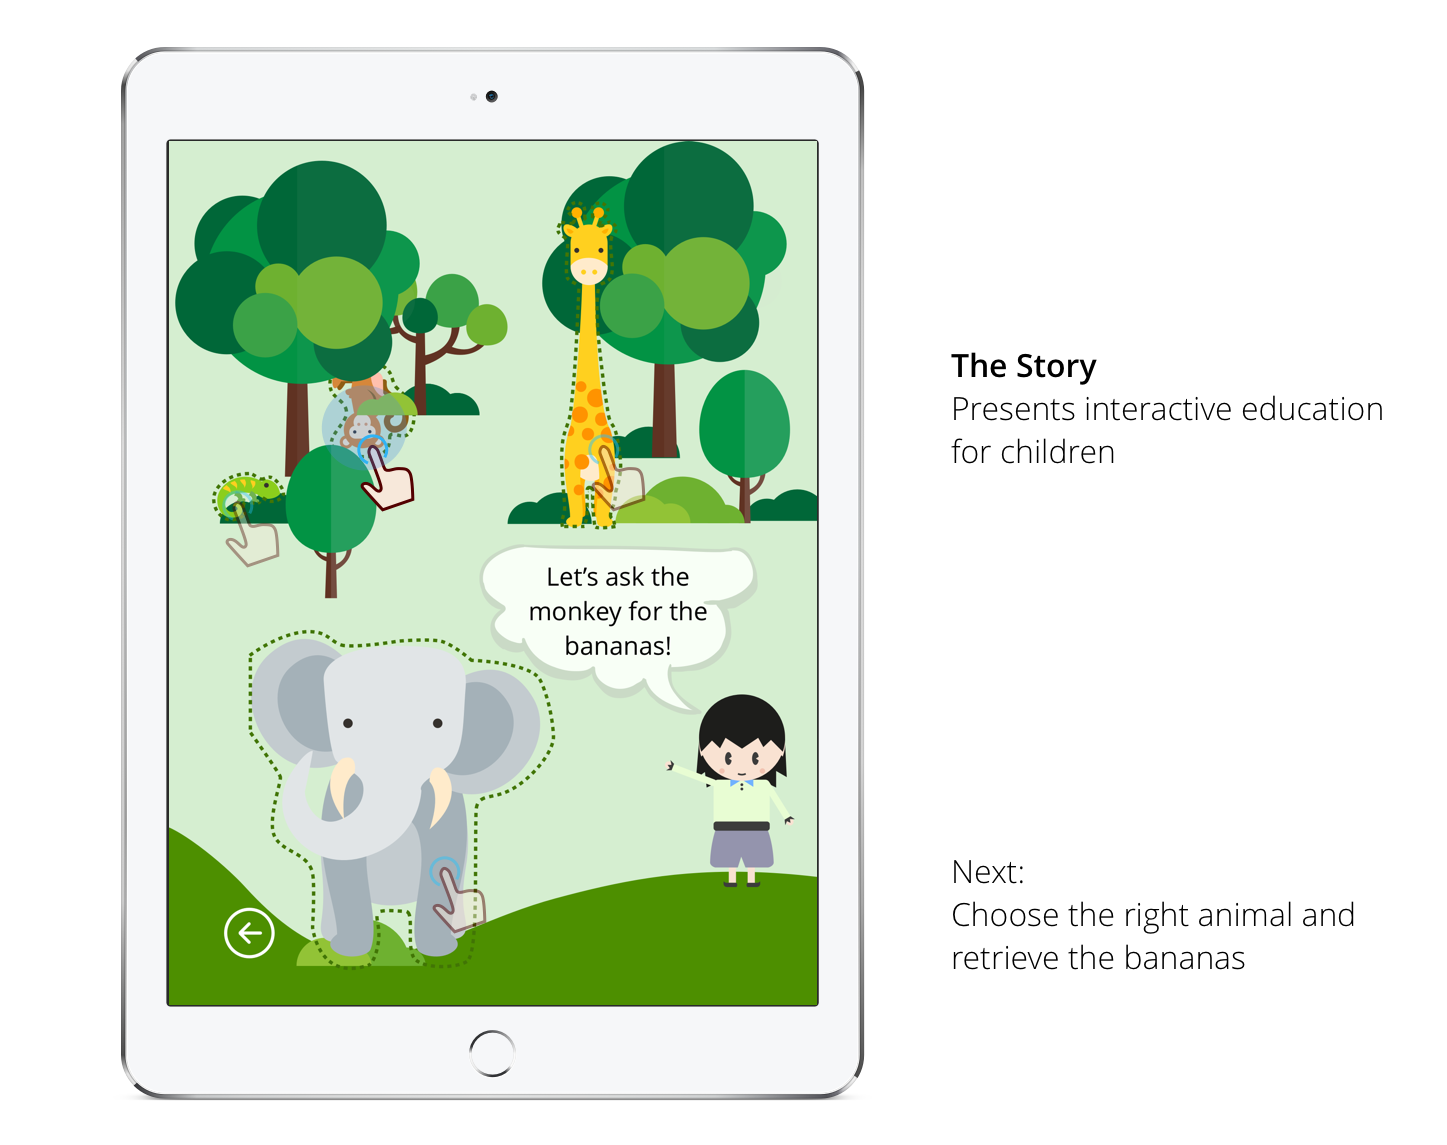 Let’s ask the
monkey for the
bananas!
The Story
Presents interactive education
for children
Next:
Choose the right animal and
retrieve the bananas